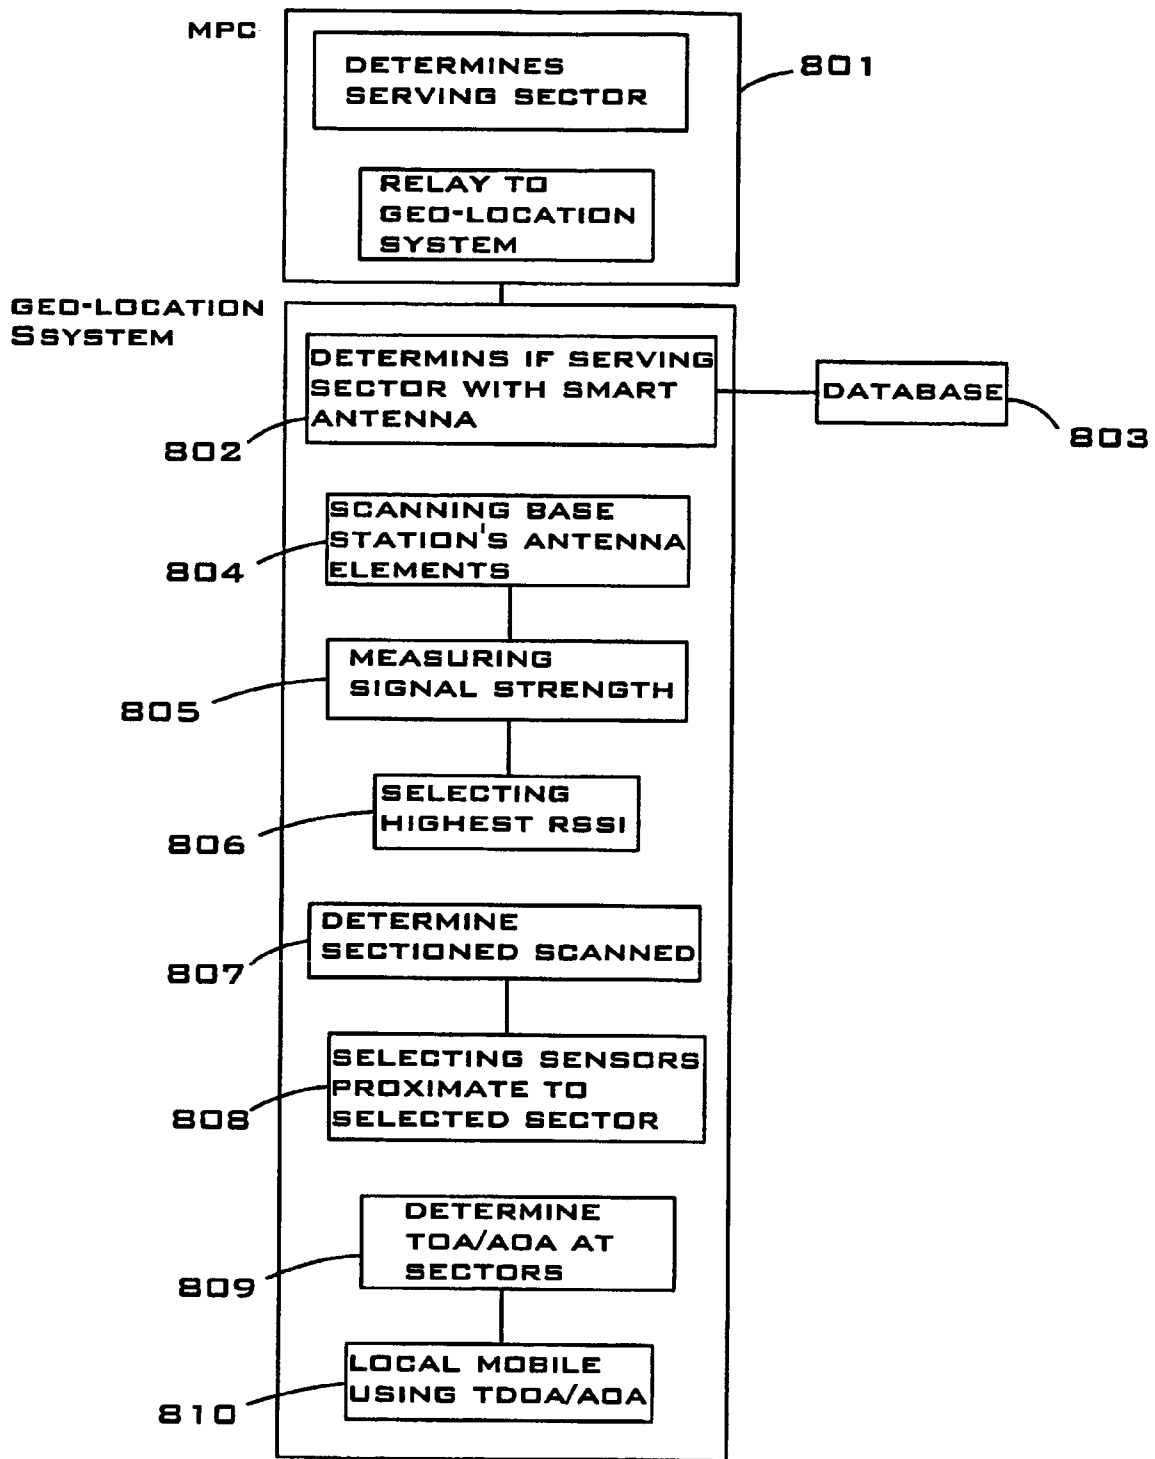 MPC
DETERMINES
SERVING SECTOR
801
RELAY TO
GEO-LOCATION
SYSTEM
GEO-LOCATION
SSYSTEM
DETERMINS IF SERVING
SECTOR WITH SMART
ANTENNA
802
DATABASE
803
SCANNING BASE
STATION'S ANTENNA
ELEMENTS
804
MEASURING
SIGNAL STRENGTH
805
SELECTING
HIGHEST RSSI
806
DETERMINE
SECTIONED SCANNED
807
SELECTING SENSORS
PROXIMATE TO
SELECTED SECTOR
808
DETERMINE
TOA/AOA AT
SECTORS
809
LOCAL MOBILE
USING TDOA/AOA
810